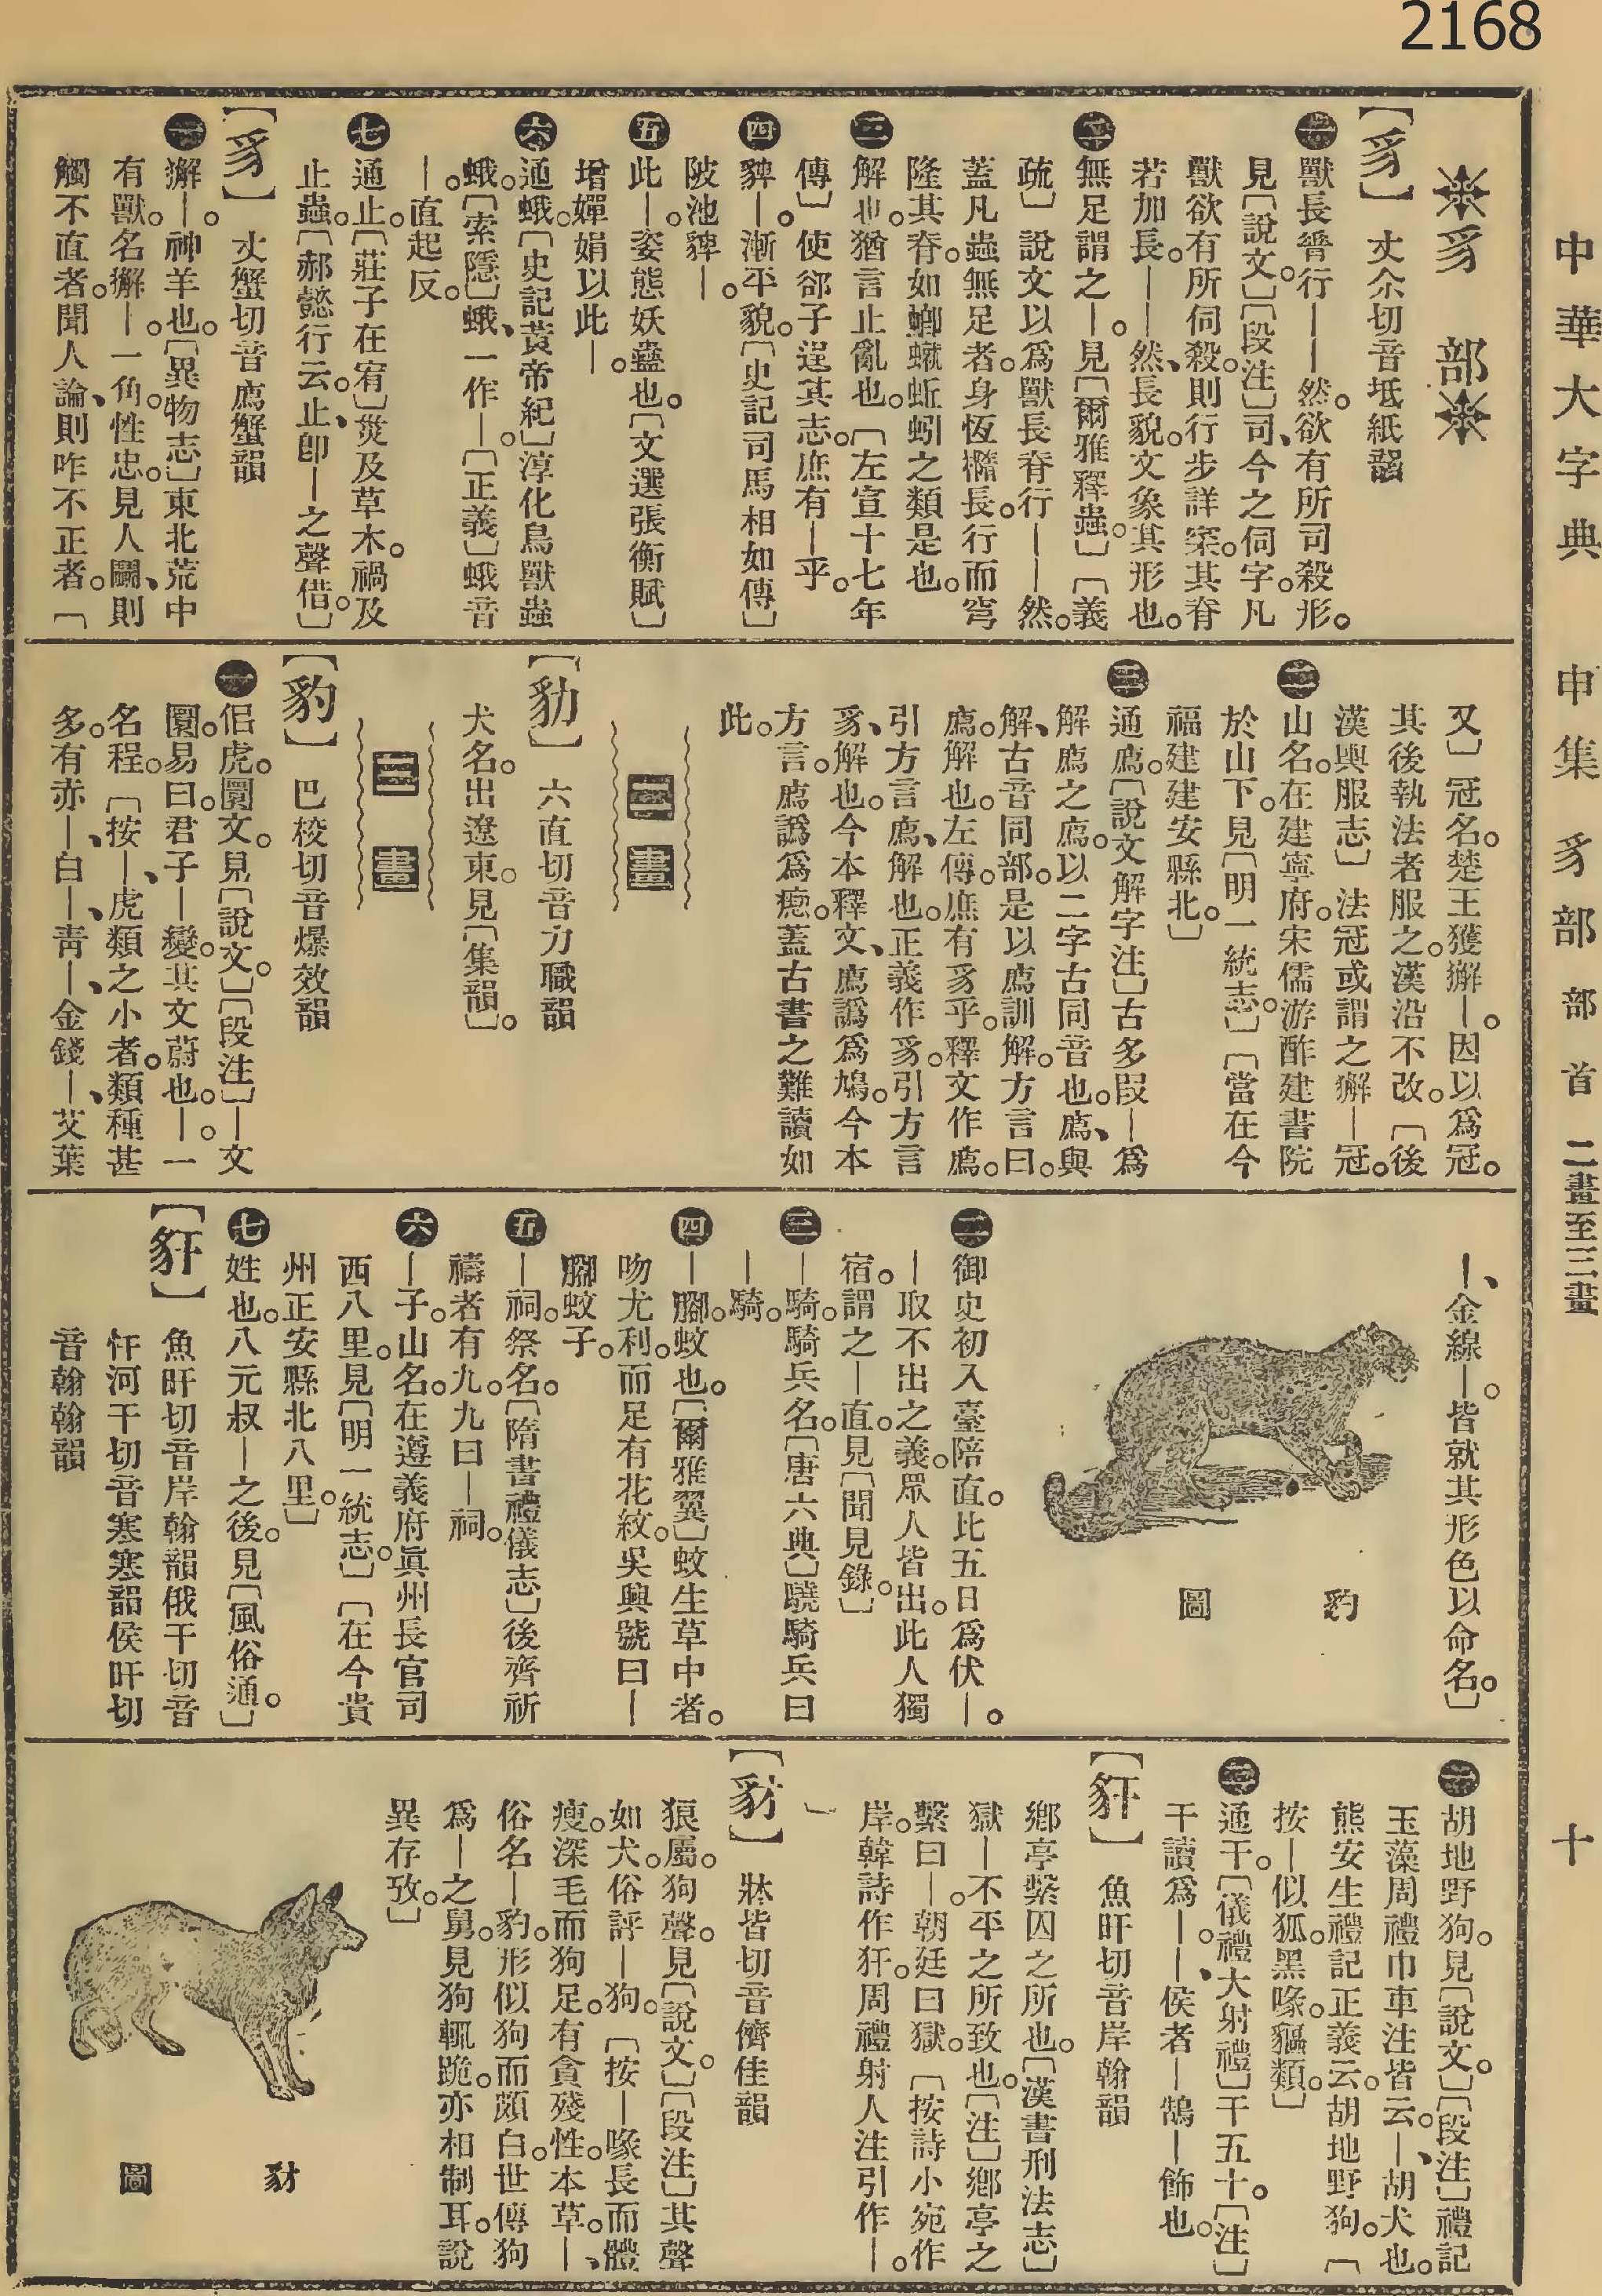 2168
中華大字典 申集 豸部 部首 二畫至三畫 十
豸部
〔豸〕 丈尒切音坻紙韻
㊀獸長脊行——然。欲有所司殺形。
見〔說文〕。〔段注〕司、今之伺字。凡
獸欲有所伺殺、則行步詳寀。其脊
若加長。——然、長貌。文象其形也。
㊁無足謂之—。見〔爾雅釋蟲〕。〔義
疏〕說文以爲獸長脊行——然。
蓋凡蟲無足者。身恆橢長。行而穹
隆其脊。如螂蝛蚯蚓之類是也。
㊂解也。猶言止亂也。〔左宣十七年
傳〕使郤子逞其志。庶有—乎。
㊃豍—。漸平貌。〔史記司馬相如傳〕
陂池豍—。
㊄此—。姿態妖蠱也。〔文選張衡賦〕
增嬋娟以此—。
㊅通蛾。〔史記黃帝紀〕淳化鳥獸蟲
蛾。〔索隱〕蛾、一作—。〔正義〕蛾音
—。直起反。
㊆通止。〔莊子在宥〕災及草木。禍及
止蟲。〔郝懿行云。止、卽—之聲借。〕
〔豸〕 丈蟹切音廌蟹韻
㊀獬—。神羊也。〔異物志〕東北荒中
有獸。名獬—。一角。性忠。見人鬭、則
觸不直者。聞人論、則咋不正者。〔
又〕冠名。楚王獲獬—。因以爲冠。
其後執法者服之。漢沿不改。〔後
漢輿服志〕法冠或謂之獬—冠。
㊁山名。在建寧府。宋儒游酢建書院
於山下。見〔明一統志〕。〔當在今
福建建安縣北。〕
㊂通廌。〔說文解字注〕古多叚—爲
解廌之廌。以二字古同音也。廌、與
解、古音同部。是以廌訓解。方言曰。
廌。解也。左傳。庶有豸乎。釋文作廌。
引方言廌、解也。正義作豸。引方言
豸、解也。今本釋文、廌譌爲鳩。今本
方言。廌譌爲瘛。蓋古書之難讀如
此。
二畫
〔豿〕 六直切音力職韻
犬名。出遼東。見〔集韻〕。
三畫
〔豹〕 巴校切音爆效韻
㊀佀虎。圜文。見〔說文〕。〔段注〕—文
圜。易曰。君子—變。其文蔚也。—。一
名程。〔按—、虎類之小者。類種甚
多。有赤—、白—、靑—、金錢—、艾葉
—、金線—。皆就其形色以命名。〕
豹圖
㊁御史初入臺陪直。比五日爲伏—。
—取不出之義。眾人皆出。此人獨
宿。謂之—直。見〔聞見錄。〕
㊂—騎。騎兵名。〔唐六典〕驍騎兵曰
—騎。
㊃—腳。蚊也。〔爾雅翼〕蚊生草中者。
吻尤利。而足有花紋。吳興號曰—
腳蚊子。
㊄—祠。祭名。〔隋書禮儀志〕後齊祈
禱者有九。九曰—祠。
㊅—子。山名。在遵義府眞州長官司
西八里。見〔明一統志〕。〔在今貴
州正安縣北八里。〕
㊆姓也。八元叔—之後。見〔風俗通。〕
〔豻〕 魚旰切音岸翰韻俄干切音
忓河干切音寒寒韻侯旰切
音翰翰韻
㊀胡地野狗。見〔說文〕。〔段注〕禮記
玉藻周禮巾車注皆云。—、胡犬也。
熊安生禮記正義云。胡地野狗。〔
按—似狐。黑喙。貙類。〕
㊁通干。〔儀禮大射禮〕干五十。〔注〕
干讀爲—。—、侯者—鵠—飾也。
〔豻〕 魚旰切音岸翰韻
鄉亭繫囚之所也。〔漢書刑法志〕
獄—不平之所致也。〔注〕鄉亭之
繫曰—。朝廷曰獄。〔按詩小宛作
岸。韓詩作犴。周禮射人注引作—。
〕
〔豺〕 牀皆切音儕佳韻
狼屬。狗聲。見〔說文〕。〔段注〕其聲
如犬。俗評—狗。〔按—喙長而體
瘦。深毛而狗足。有貪殘性。本草。—、
俗名—豹。形似狗而頗白。世傳狗
爲—之舅。見狗輒跪。亦相制耳。說
異存攷。〕
豺圖